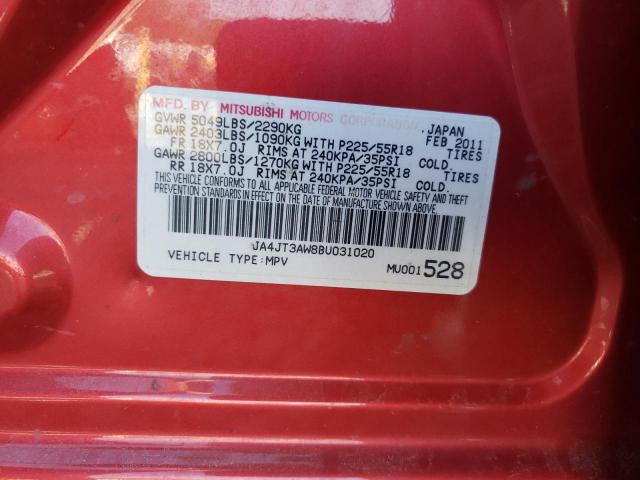 MFD. BY MITSUBISHI MOTORS CORPORATION, JAPAN
GVWR 5049LBS/2290KG FEB 2011
GAWR 2403LBS/1090KG WITH P225/55R18 TIRES
FR 18X7.0J RIMS AT 240KPA/35PSI COLD.
GAWR 2800LBS/1270KG WITH P225/55R18 TIRES
RR 18X7.0J RIMS AT 240KPA/35PSI COLD.
THIS VEHICLE CONFORMS TO ALL APPLICABLE FEDERAL MOTOR VEHICLE SAFETY AND THEFT
PREVENTION STANDARDS IN EFFECT ON THE DATE OF MANUFACTURE SHOWN ABOVE.
JA4JT3AW8BU031020
VEHICLE TYPE:MPV MU001528